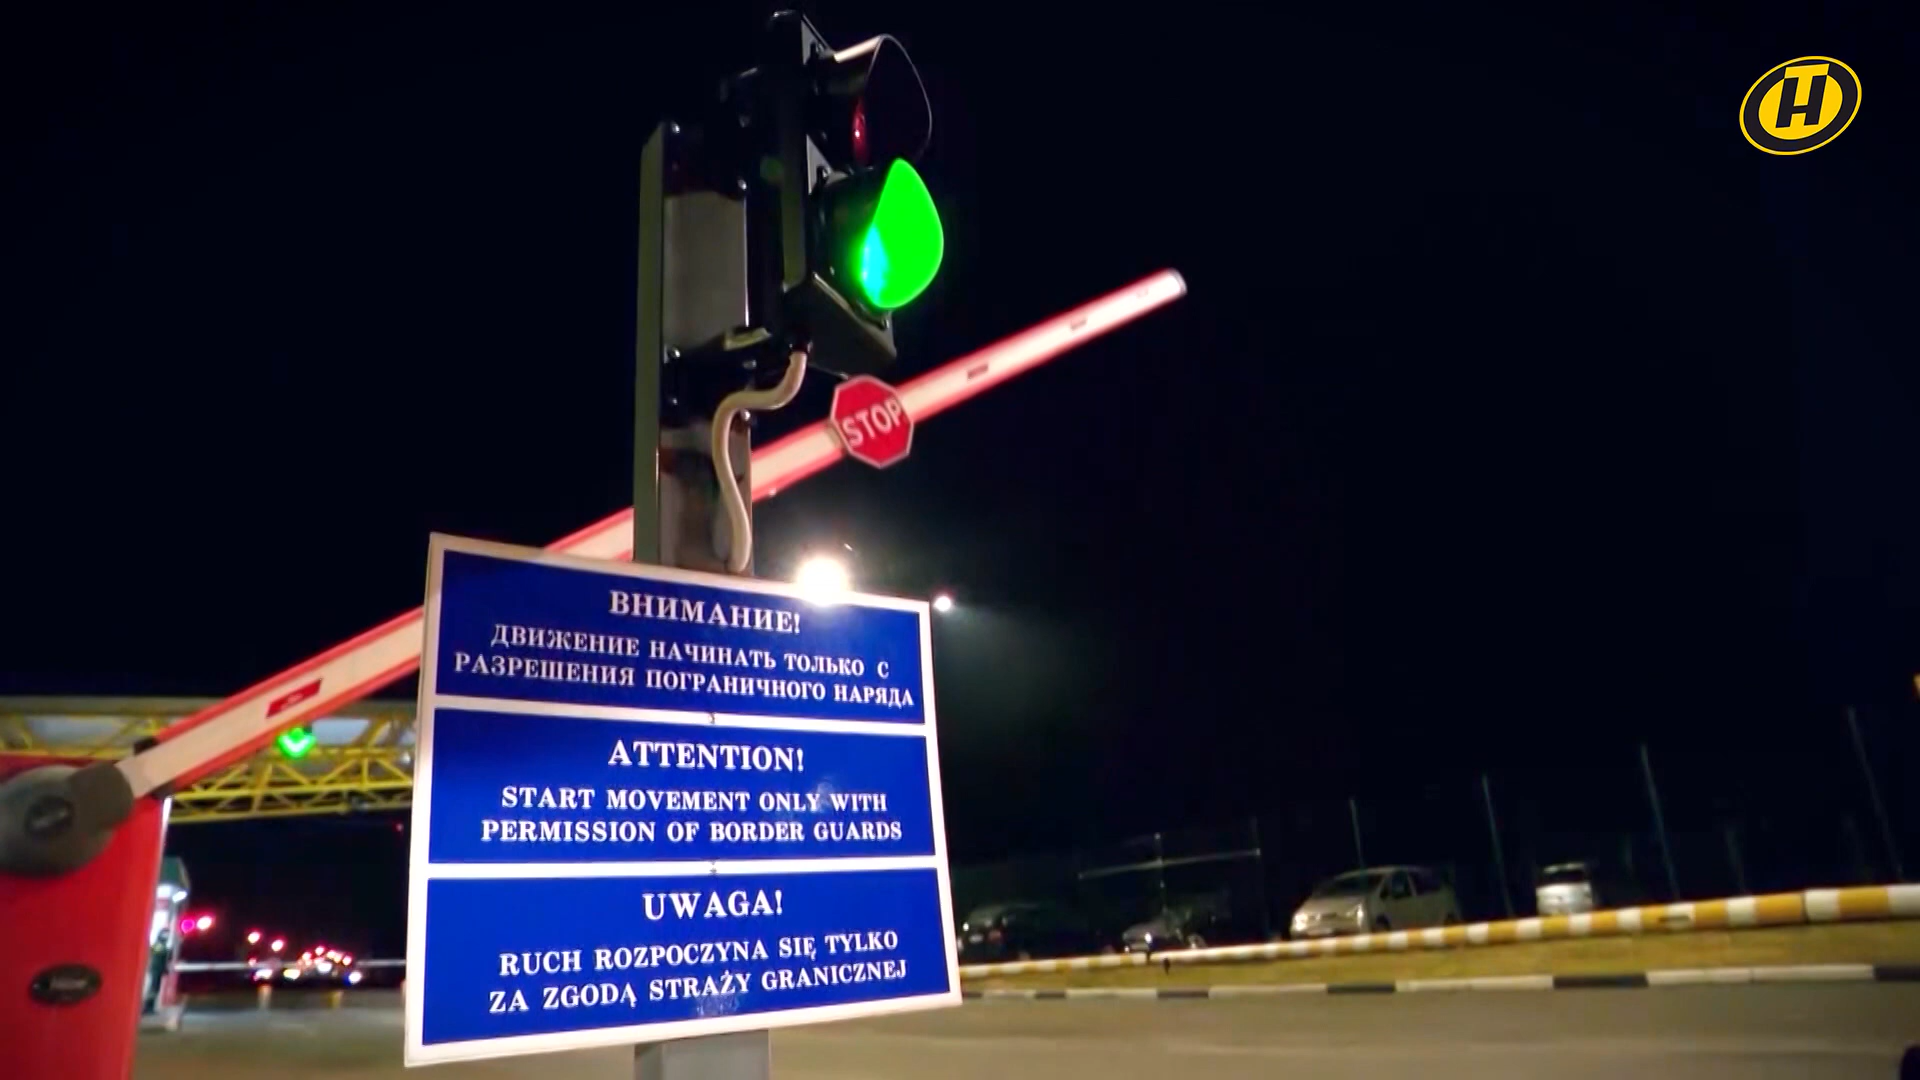 STOP
ВНИМАНИЕ!
ДВИЖЕНИЕ НАЧИНАТЬ ТОЛЬКО С
РАЗРЕШЕНИЯ ПОГРАНИЧНОГО НАРЯДА
ATTENTION!
START MOVEMENT ONLY WITH
PERMISSION OF BORDER GUARDS
UWAGA!
RUCH ROZPOCZYNA SIĘ TYLKO
ZA ZGODĄ STRAŻY GRANICZNEJ